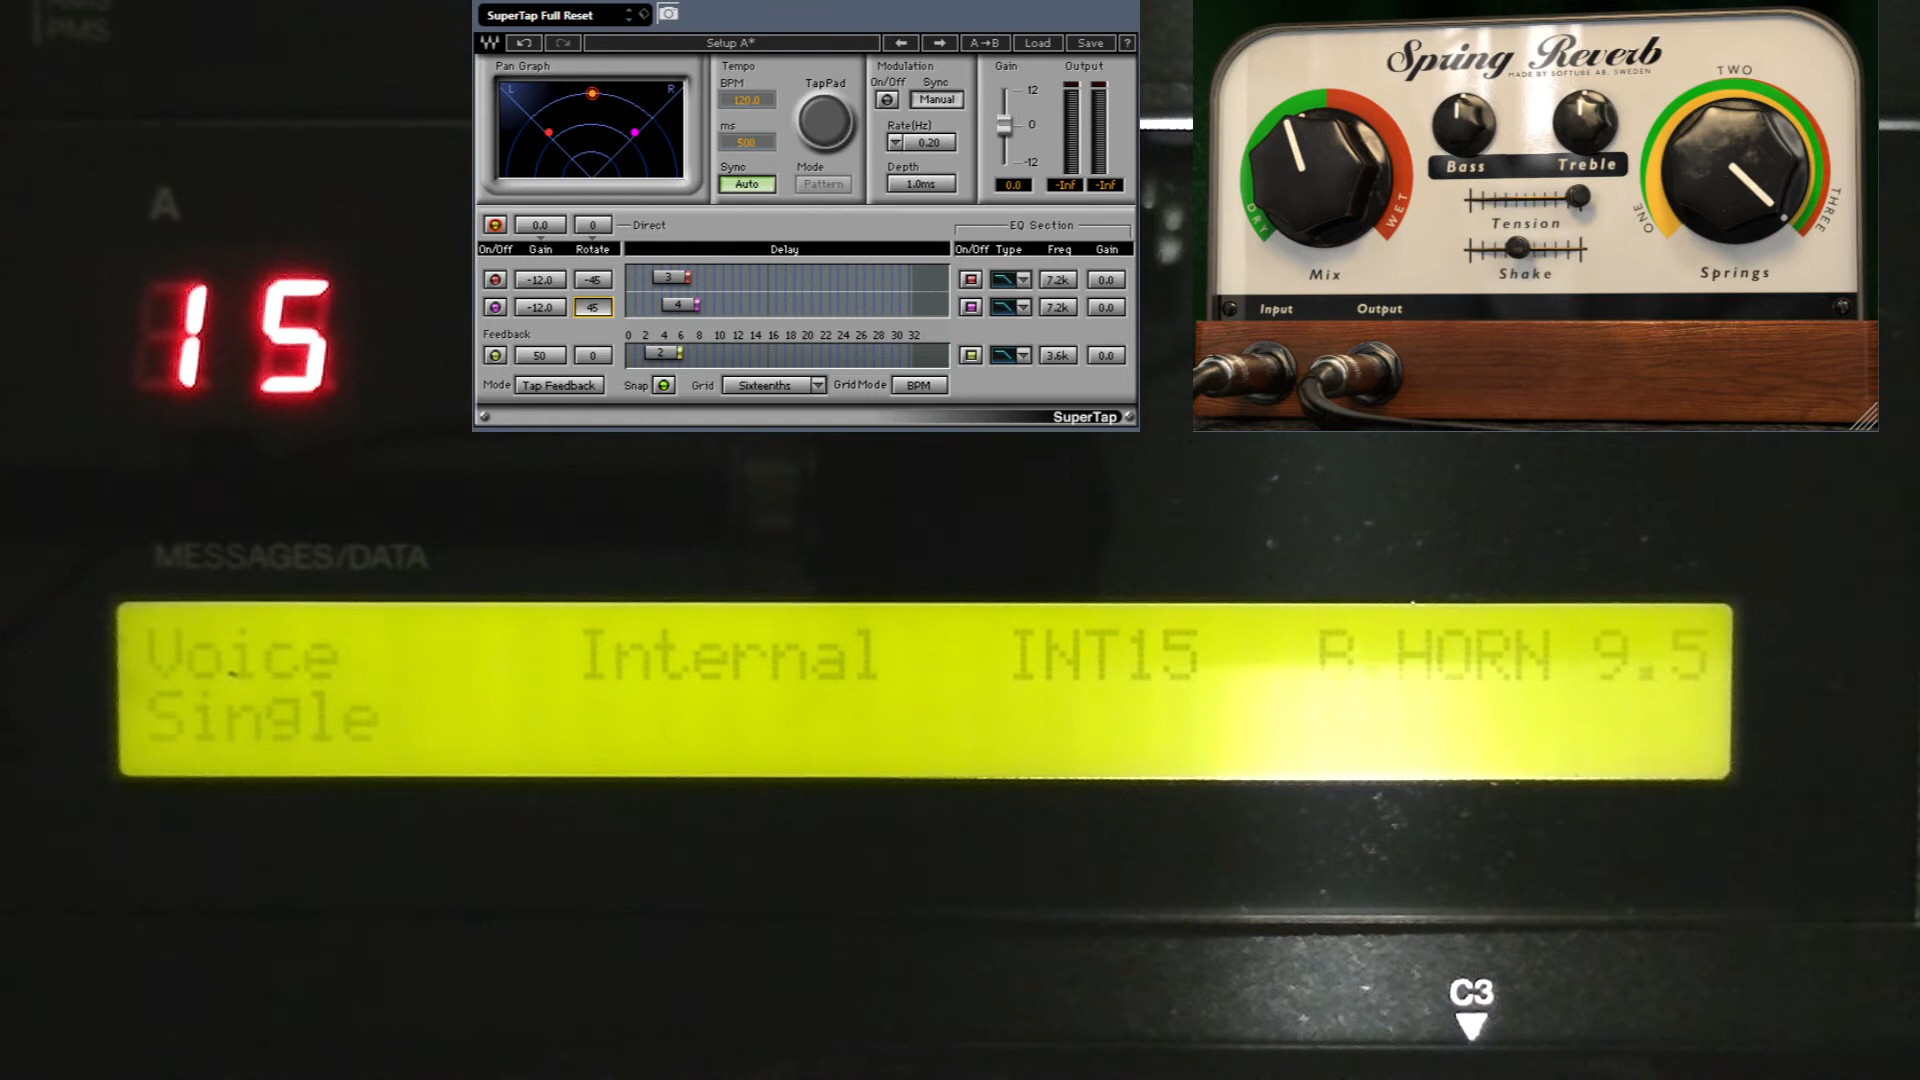 PMS
A
15
MESSAGES/DATA
Voice Internal INT15 B.HORN 9.5
Single
C3
SuperTap Full Reset
Setup A* A→B Load Save ?
Pan Graph
L R
Tempo
BPM
120.0
ms
500
Sync
Auto
TapPad
Mode
Pattern
Modulation
On/Off Sync
Manual
Rate(Hz)
0.20
Depth
1.0ms
Gain Output
12
0
-12
0.0 -Inf -Inf
0.0 0 Direct EQ Section
On/Off Gain Rotate Delay On/Off Type Freq Gain
-12.0 -45 3 7.2k 0.0
-12.0 45 4 7.2k 0.0
Feedback 0 2 4 6 8 10 12 14 16 18 20 22 24 26 28 30 32
50 0 2 3.6k 0.0
Mode Tap Feedback Snap Grid Sixteenths Grid Mode BPM
SuperTap
Spring Reverb
MADE BY SOFTUBE AB, SWEDEN
DRY WET
Mix
Bass Treble
Tension
Shake
ONE TWO THREE
Springs
Input Output